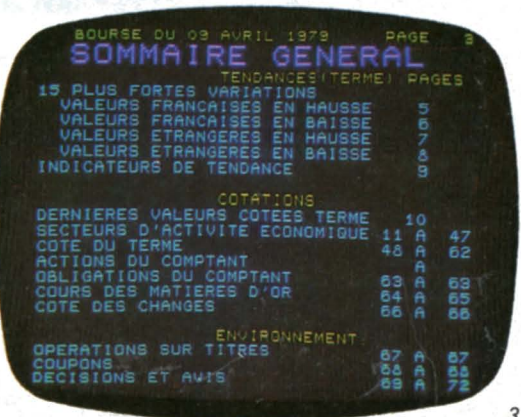 BOURSE DU 09 AVRIL 1979 PAGE 3
SOMMAIRE GENERAL
TENDANCES(TERME) PAGES
15 PLUS FORTES VARIATIONS
VALEURS FRANCAISES EN HAUSSE 5
VALEURS FRANCAISES EN BAISSE 6
VALEURS ETRANGERES EN HAUSSE 7
VALEURS ETRANGERES EN BAISSE 8
INDICATEURS DE TENDANCE 9
COTATIONS
DERNIERES VALEURS COTEES TERME 10
SECTEURS D'ACTIVITE ECONOMIQUE 11 A 47
COTE DU TERME 48 A 62
ACTIONS DU COMPTANT A
OBLIGATIONS DU COMPTANT 63 A 63
COURS DES MATIERES D'OR 64 A 65
COTE DES CHANGES 66 A 66
ENVIRONNEMENT
OPERATIONS SUR TITRES 67 A 67
COUPONS 68 A 68
DECISIONS ET AVIS 69 A 72
3